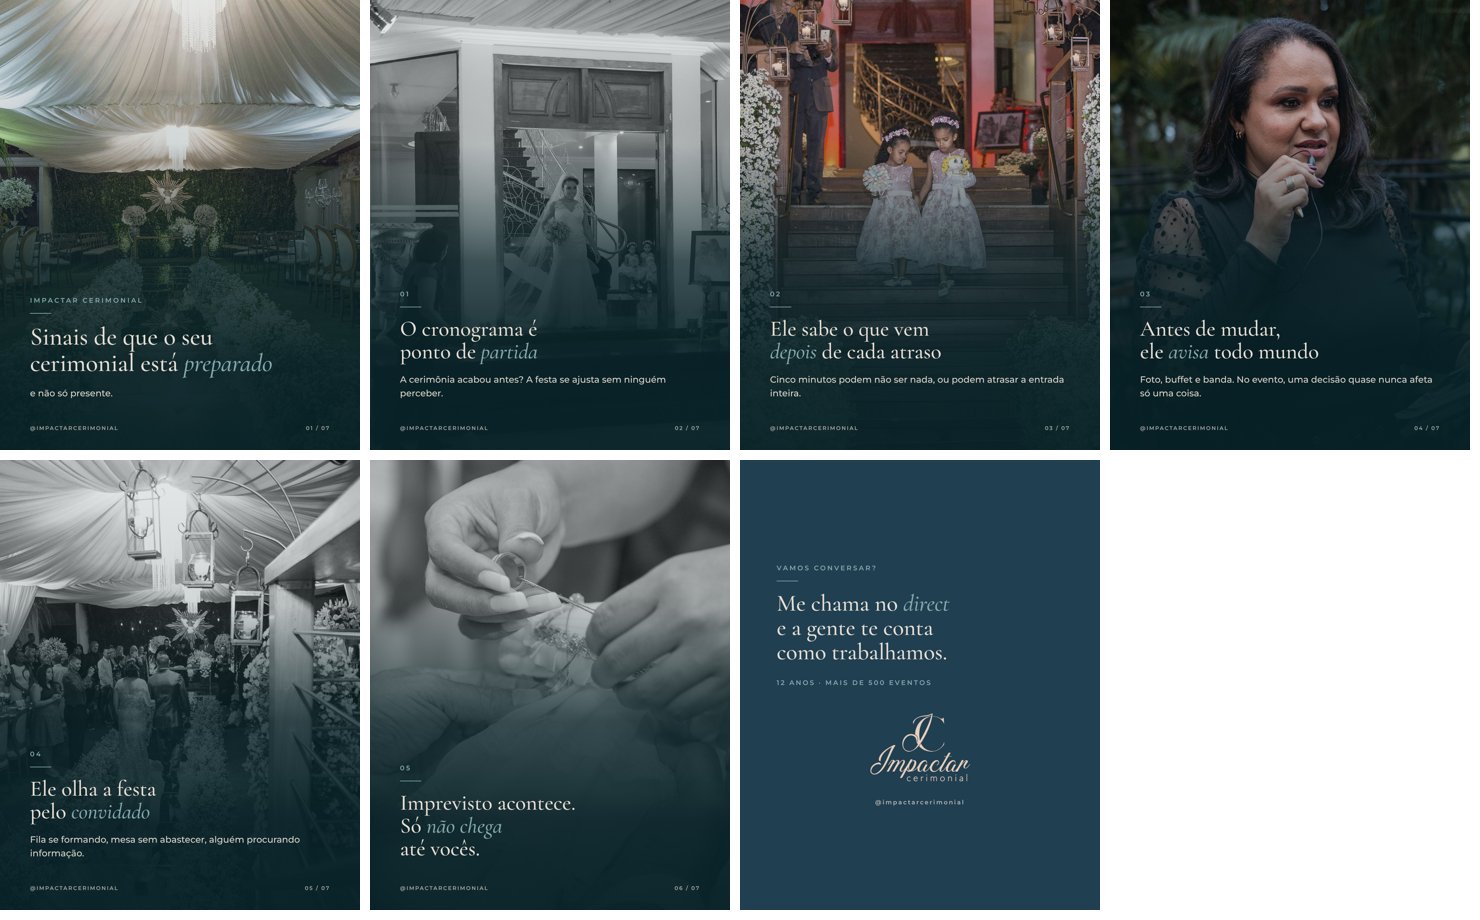 IMPACTAR CERIMONIAL
Sinais de que o seu
cerimonial está preparado
e não só presente.
@IMPACTARCERIMONIAL
01 / 07
01
O cronograma é
ponto de partida
A cerimônia acabou antes? A festa se ajusta sem ninguém
perceber.
@IMPACTARCERIMONIAL
02 / 07
02
Ele sabe o que vem
depois de cada atraso
Cinco minutos podem não ser nada, ou podem atrasar a entrada
inteira.
@IMPACTARCERIMONIAL
03 / 07
03
Antes de mudar,
ele avisa todo mundo
Foto, buffet e banda. No evento, uma decisão quase nunca afeta
só uma coisa.
@IMPACTARCERIMONIAL
04 / 07
04
Ele olha a festa
pelo convidado
Fila se formando, mesa sem abastecer, alguém procurando
informação.
@IMPACTARCERIMONIAL
05 / 07
05
Imprevisto acontece.
Só não chega
até vocês.
@IMPACTARCERIMONIAL
06 / 07
VAMOS CONVERSAR?
Me chama no direct
e a gente te conta
como trabalhamos.
12 ANOS · MAIS DE 500 EVENTOS
Impactar
cerimonial
@impactarcerimonial